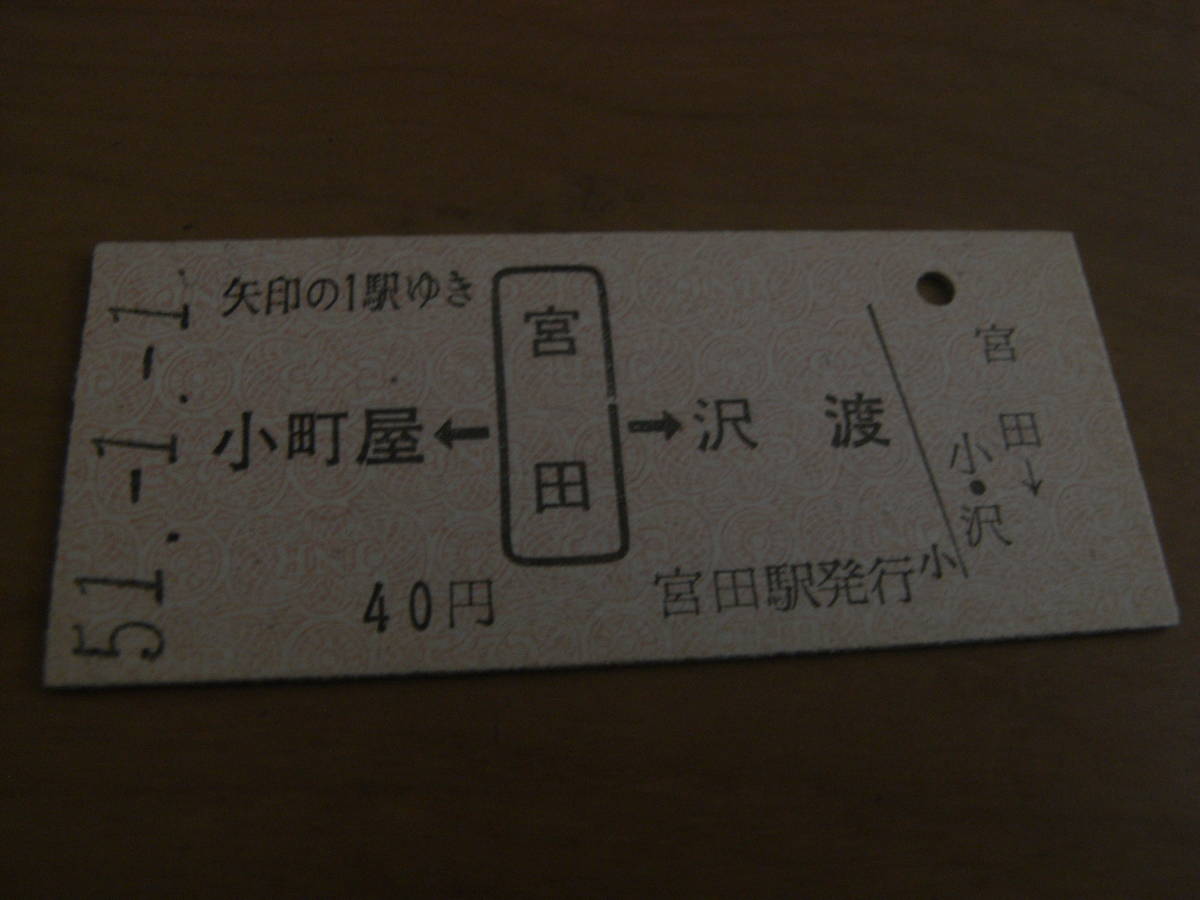 51.-1.-1.
矢印の1駅ゆき
小町屋←宮田→沢渡
40円
宮田駅発行
小
宮田→
小・沢